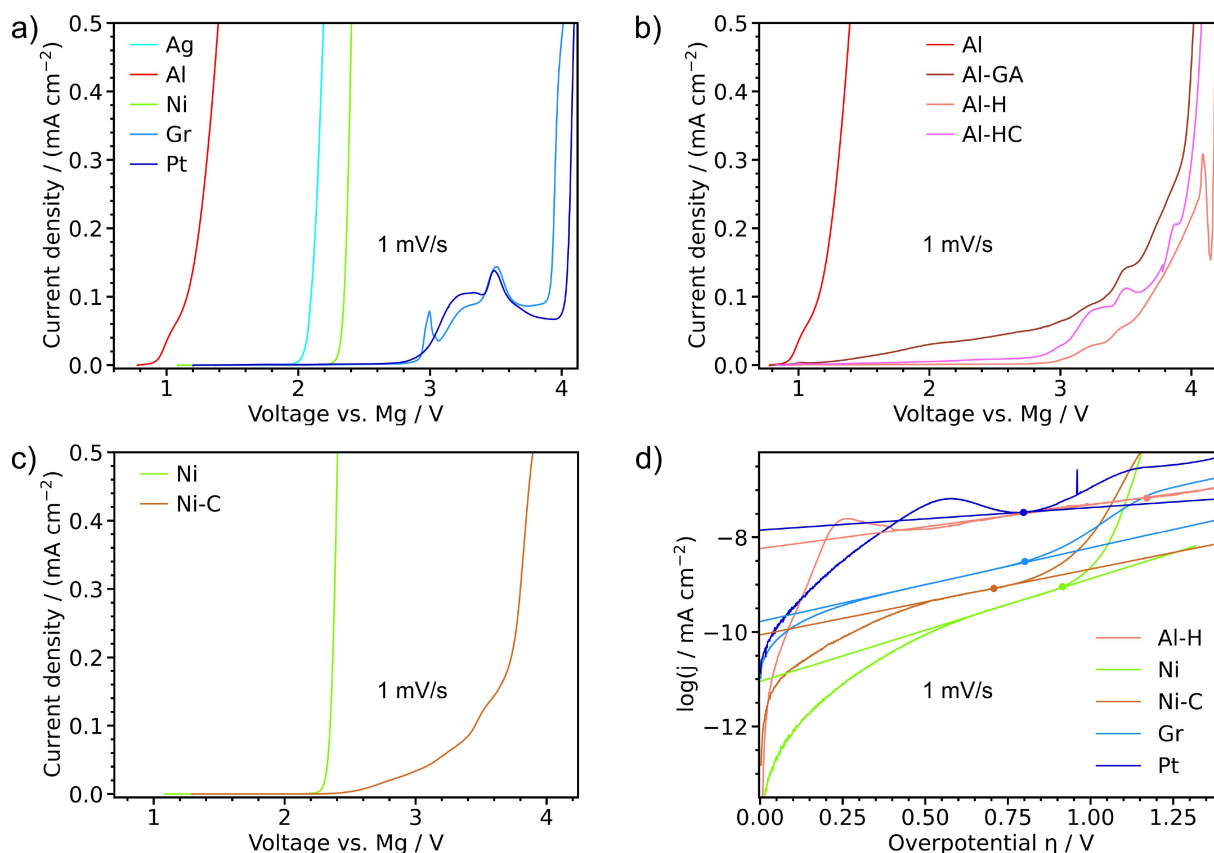 a)
0.5
0.4
0.3
0.2
0.1
0.0
Current density / (mA cm⁻²)
Ag
Al
Ni
Gr
Pt
1 mV/s
1 2 3 4
Voltage vs. Mg / V
b)
0.5
0.4
0.3
0.2
0.1
0.0
Current density / (mA cm⁻²)
Al
Al-GA
Al-H
Al-HC
1 mV/s
1 2 3 4
Voltage vs. Mg / V
c)
0.5
0.4
0.3
0.2
0.1
0.0
Current density / (mA cm⁻²)
Ni
Ni-C
1 mV/s
1 2 3 4
Voltage vs. Mg / V
d)
−8
−10
−12
log(j / mA cm⁻²)
1 mV/s
Al-H
Ni
Ni-C
Gr
Pt
0.00 0.25 0.50 0.75 1.00 1.25
Overpotential η / V